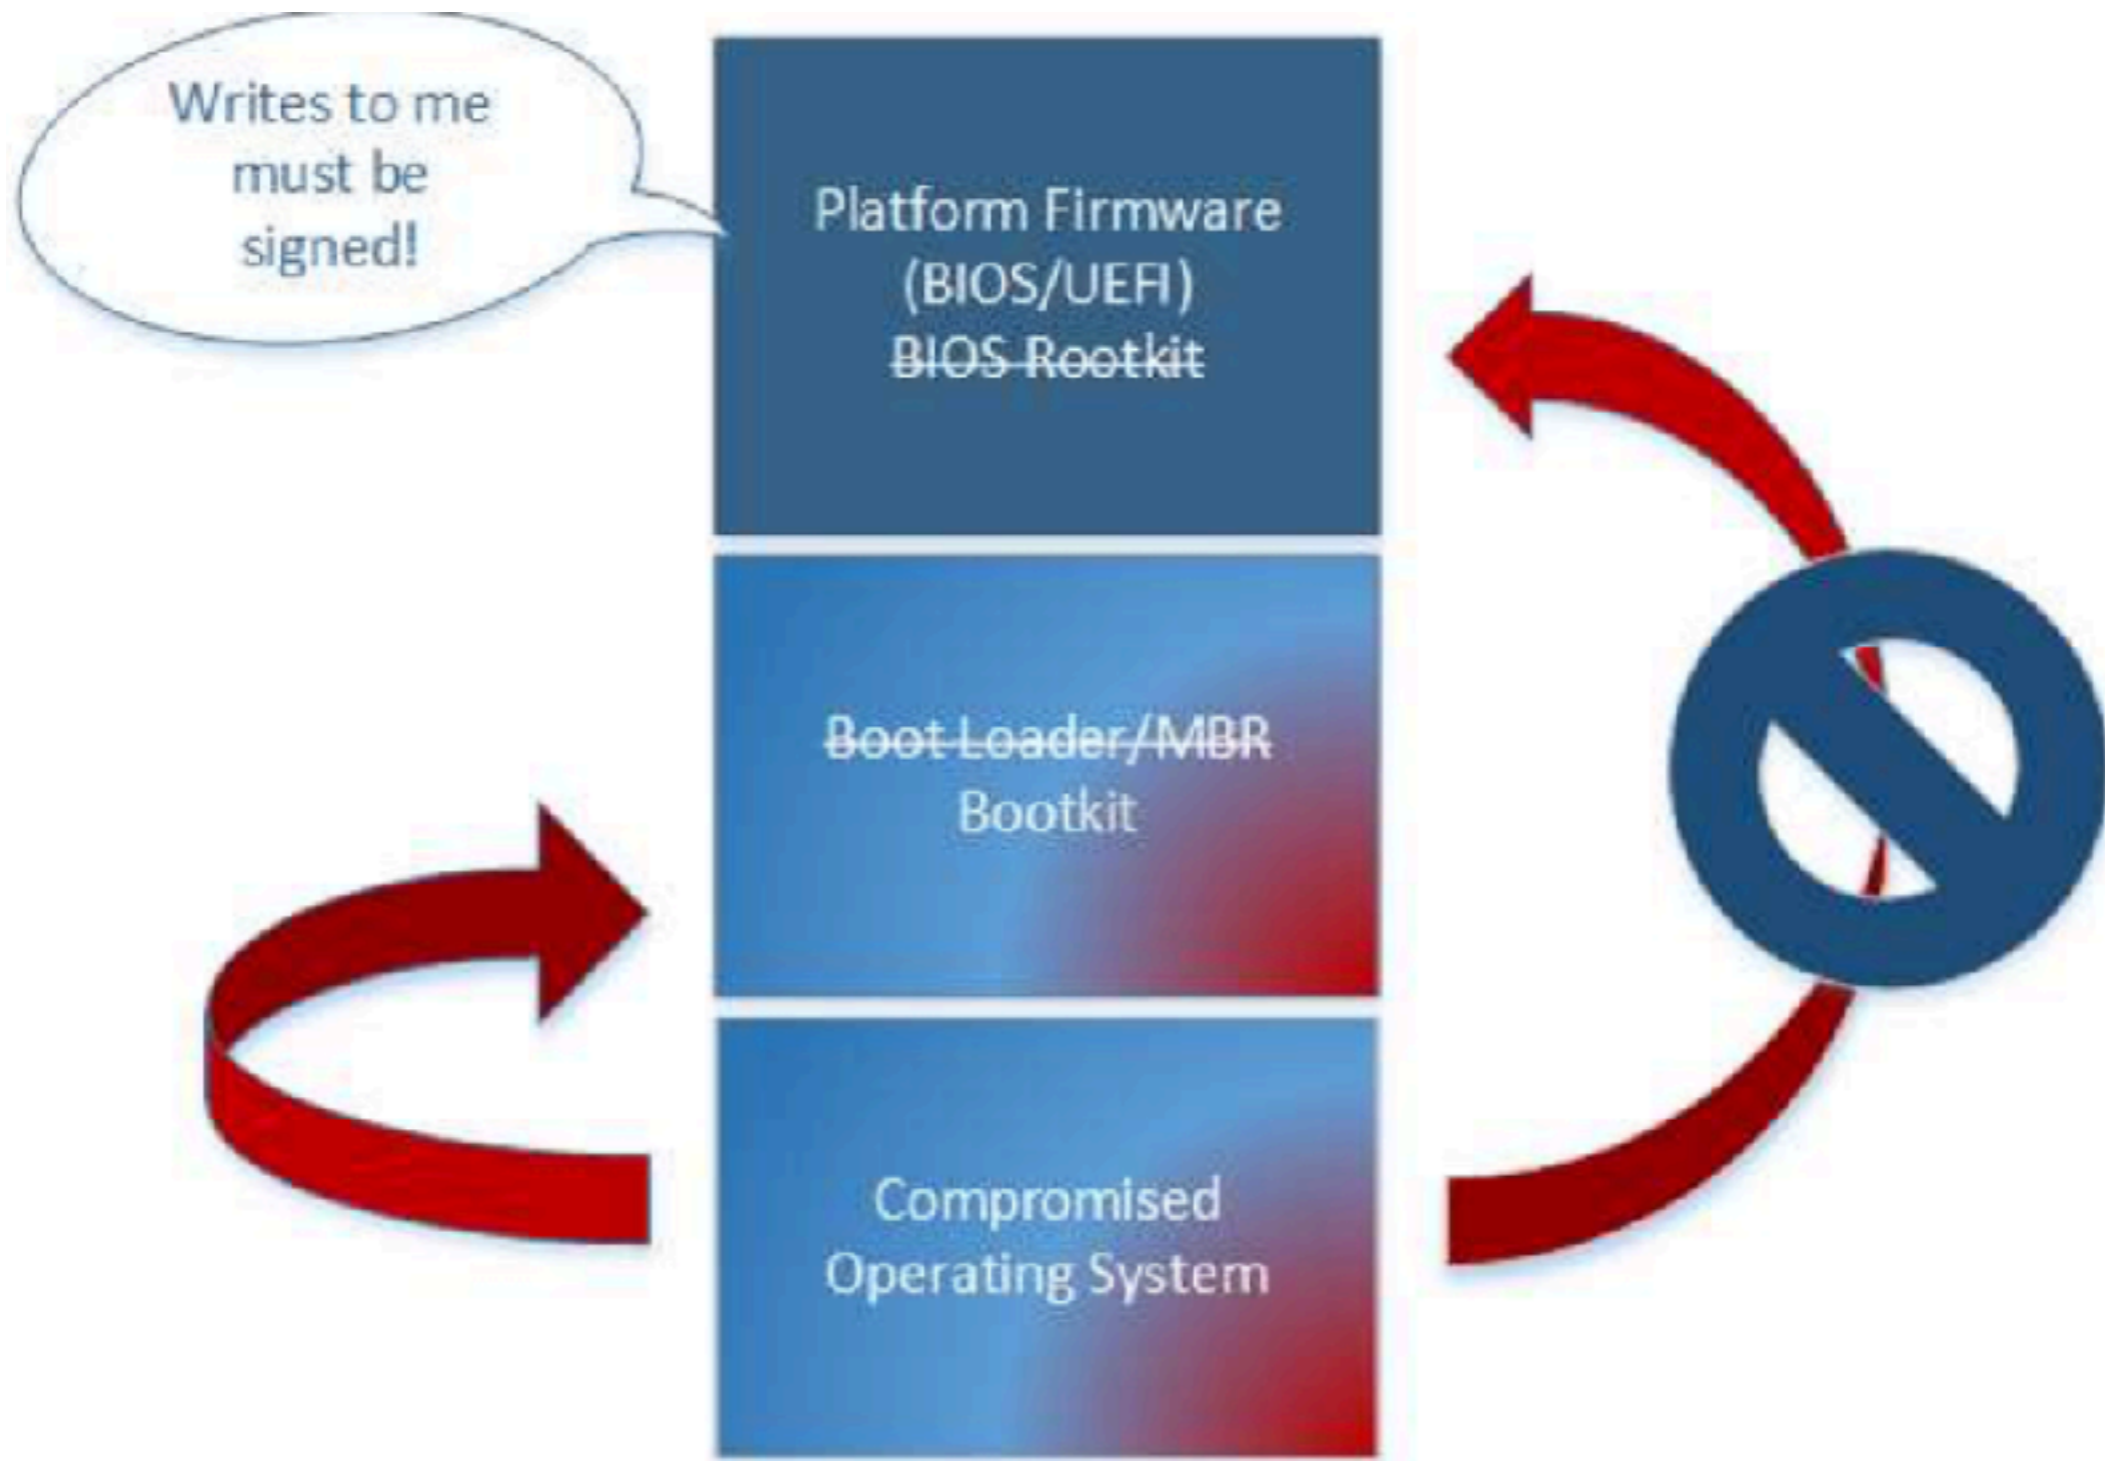 Writes to me
must be
signed!
Platform Firmware
(BIOS/UEFI)
BIOS Rootkit
Boot Loader/MBR
Bootkit
Compromised
Operating System